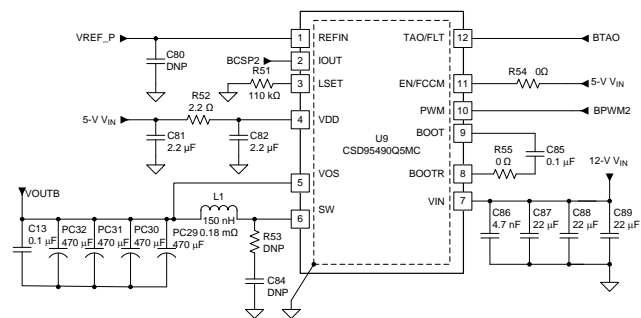 VREF_P
C80
DNP
BCSP2
R51
110 kΩ
5-V VIN
R52
2.2 Ω
C81
2.2 µF
C82
2.2 µF
1
REFIN
2
IOUT
3
LSET
4
VDD
5
VOS
6
SW
U9
CSD95490Q5MC
TAO/FLT
12
BTAO
EN/FCCM
11
R54 0Ω
5-V VIN
PWM
10
BPWM2
BOOT
9
C85
0.1 µF
R55
0 Ω
BOOTR
8
12-V VIN
VIN
7
C86
4.7 nF
C87
22 µF
C88
22 µF
C89
22 µF
VOUTB
L1
150 nH
0.18 mΩ
C13
0.1 µF
PC32
470 µF
PC31
470 µF
PC30
470 µF
PC29
470 µF
R53
DNP
C84
DNP